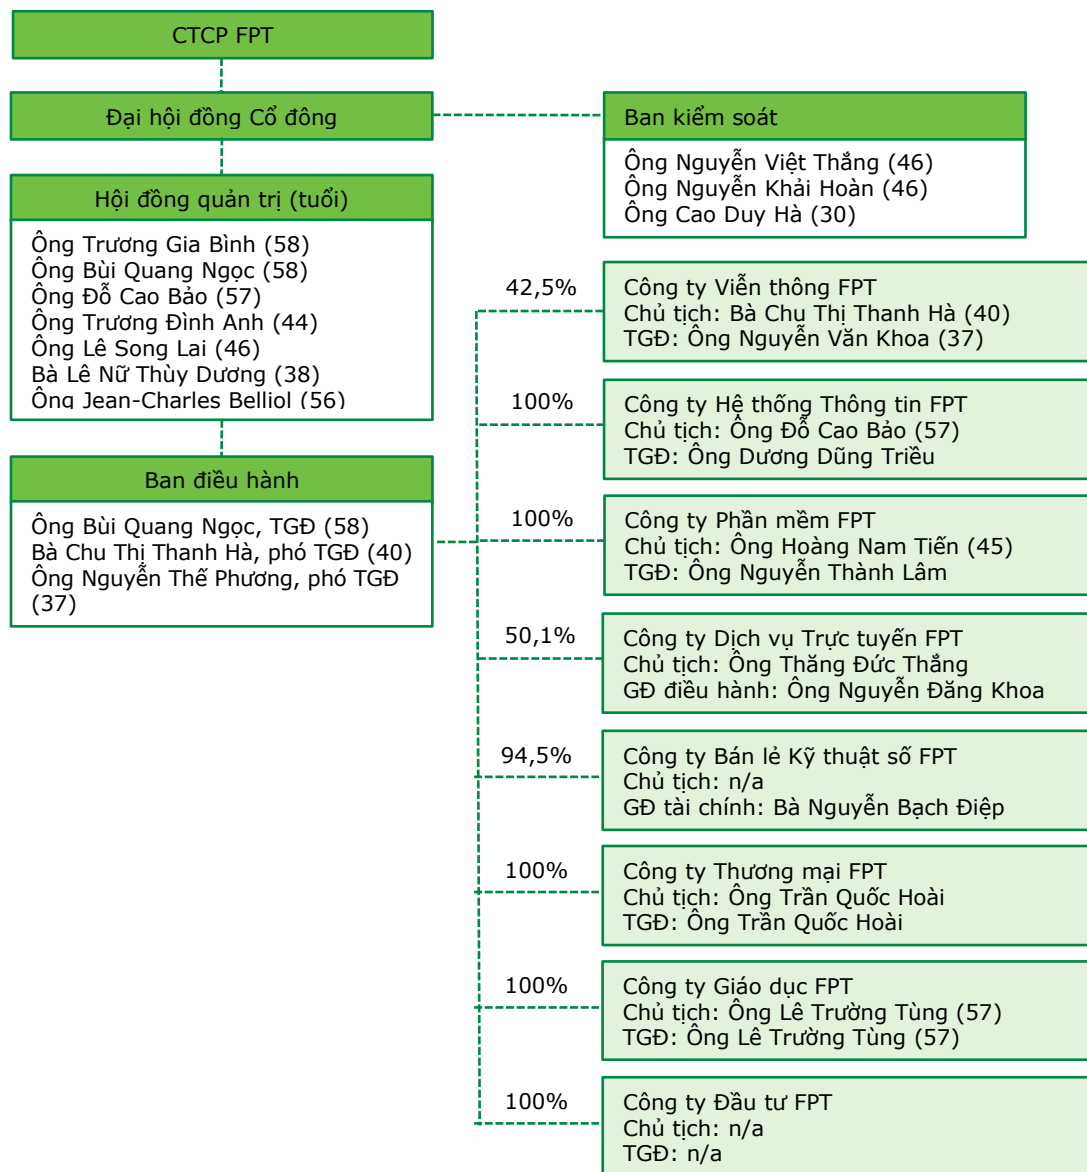 CTCP FPT
Đại hội đồng Cổ đông
Ban kiểm soát
Ông Nguyễn Việt Thắng (46)
Ông Nguyễn Khải Hoàn (46)
Ông Cao Duy Hà (30)
Hội đồng quản trị (tuổi)
Ông Trương Gia Bình (58)
Ông Bùi Quang Ngọc (58)
Ông Đỗ Cao Bảo (57)
Ông Trương Đình Anh (44)
Ông Lê Song Lai (46)
Bà Lê Nữ Thùy Dương (38)
Ông Jean-Charles Belliol (56)
Ban điều hành
Ông Bùi Quang Ngọc, TGĐ (58)
Bà Chu Thị Thanh Hà, phó TGĐ (40)
Ông Nguyễn Thế Phương, phó TGĐ
(37)
42,5%
Công ty Viễn thông FPT
Chủ tịch: Bà Chu Thị Thanh Hà (40)
TGĐ: Ông Nguyễn Văn Khoa (37)
100%
Công ty Hệ thống Thông tin FPT
Chủ tịch: Ông Đỗ Cao Bảo (57)
TGĐ: Ông Dương Dũng Triều
100%
Công ty Phần mềm FPT
Chủ tịch: Ông Hoàng Nam Tiến (45)
TGĐ: Ông Nguyễn Thành Lâm
50,1%
Công ty Dịch vụ Trực tuyến FPT
Chủ tịch: Ông Thăng Đức Thắng
GĐ điều hành: Ông Nguyễn Đăng Khoa
94,5%
Công ty Bán lẻ Kỹ thuật số FPT
Chủ tịch: n/a
GĐ tài chính: Bà Nguyễn Bạch Điệp
100%
Công ty Thương mại FPT
Chủ tịch: Ông Trần Quốc Hoài
TGĐ: Ông Trần Quốc Hoài
100%
Công ty Giáo dục FPT
Chủ tịch: Ông Lê Trường Tùng (57)
TGĐ: Ông Lê Trường Tùng (57)
100%
Công ty Đầu tư FPT
Chủ tịch: n/a
TGĐ: n/a